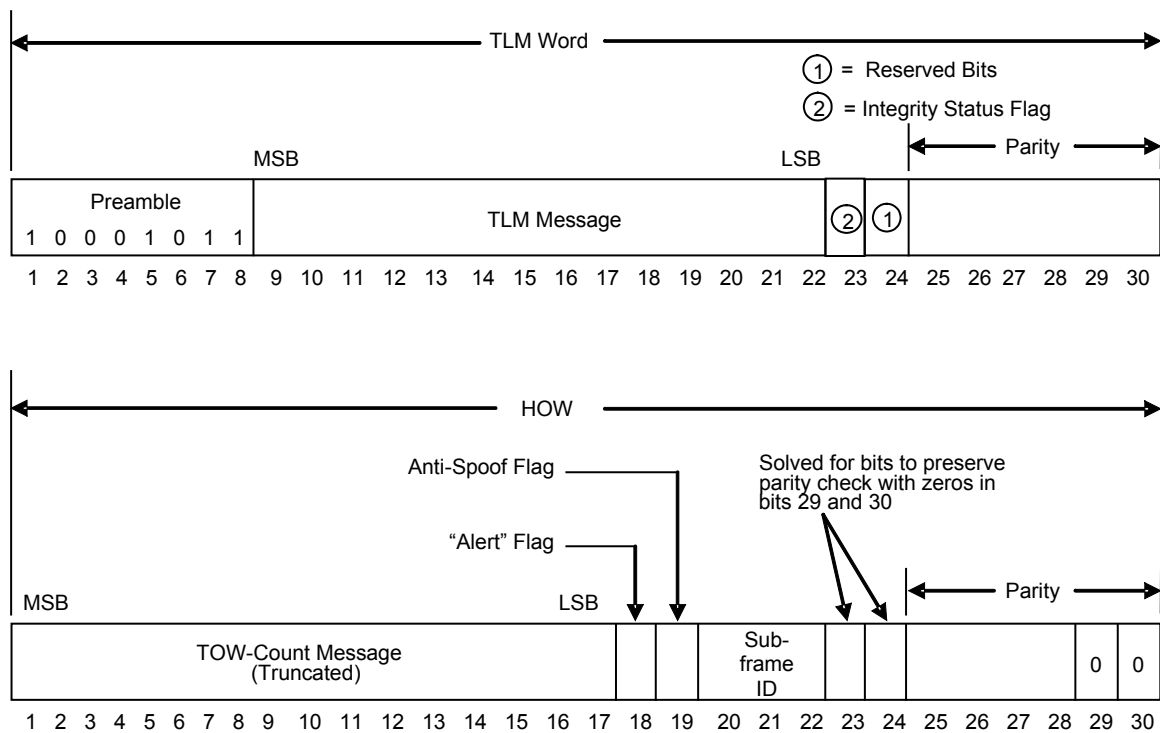 TLM Word
1 = Reserved Bits
2 = Integrity Status Flag
Parity
MSB LSB
Preamble
TLM Message 2 1
1 0 0 0 1 0 1 1
1 2 3 4 5 6 7 8 9 10 11 12 13 14 15 16 17 18 19 20 21 22 23 24 25 26 27 28 29 30
HOW
Anti-Spoof Flag
Solved for bits to preserve
parity check with zeros in
bits 29 and 30
“Alert” Flag
Parity
MSB LSB
TOW-Count Message
(Truncated)
Sub-
frame
ID
0 0
1 2 3 4 5 6 7 8 9 10 11 12 13 14 15 16 17 18 19 20 21 22 23 24 25 26 27 28 29 30